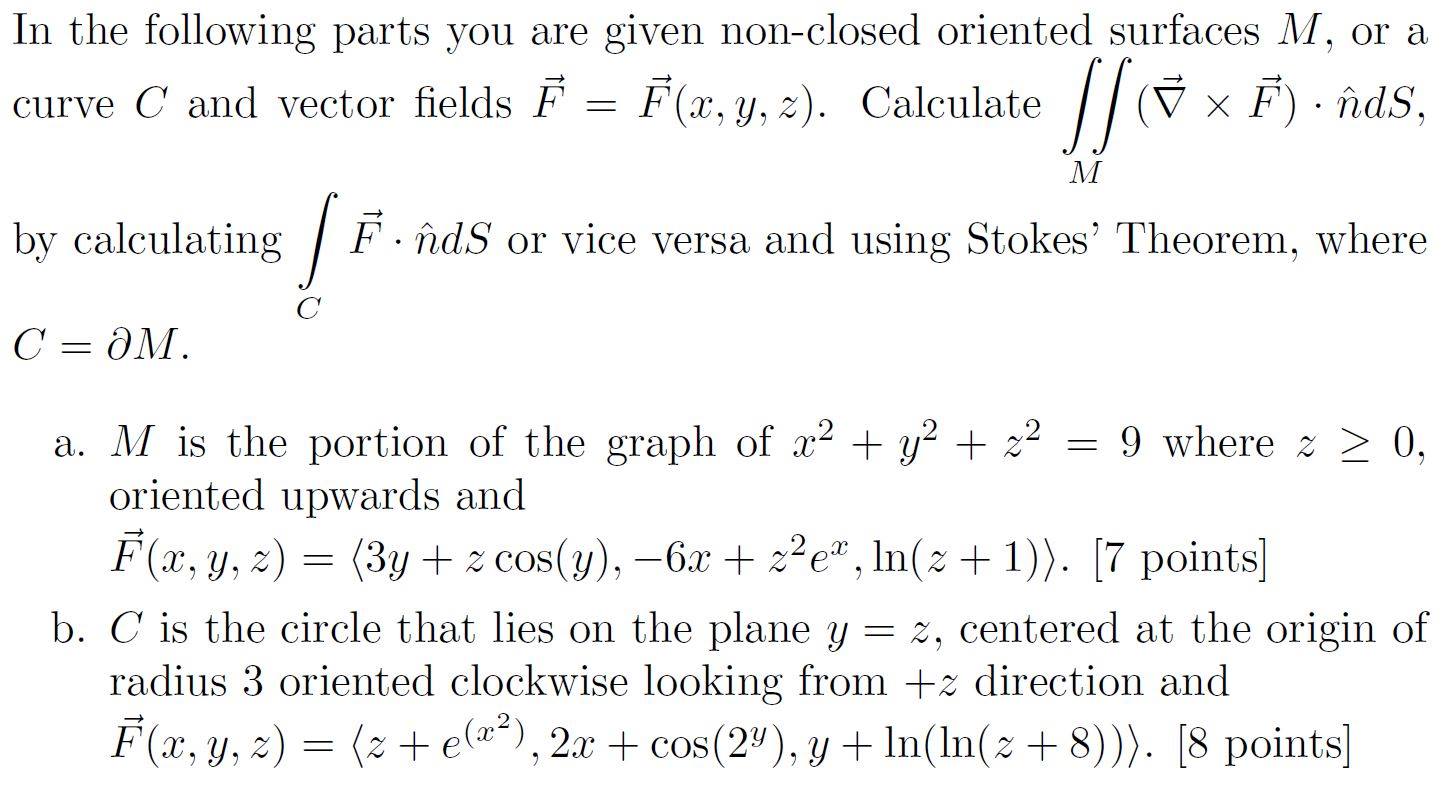 In the following parts you are given non-closed oriented surfaces M, or a
curve C and vector fields $\vec{F} = \vec{F}(x, y, z)$. Calculate $\iint\limits_{M} (\vec{\nabla} \times \vec{F}) \cdot \hat{n} dS$,
by calculating $\int\limits_{C} \vec{F} \cdot \hat{n} dS$ or vice versa and using Stokes' Theorem, where
$C = \partial M$.
a. M is the portion of the graph of $x^2 + y^2 + z^2 = 9$ where $z \geq 0$,
oriented upwards and
$\vec{F}(x, y, z) = \langle 3y + z\cos(y), -6x + z^2 e^x, \ln(z + 1) \rangle$. [7 points]
b. C is the circle that lies on the plane $y = z$, centered at the origin of
radius 3 oriented clockwise looking from $+z$ direction and
$\vec{F}(x, y, z) = \langle z + e^{(x^2)}, 2x + \cos(2^y), y + \ln(\ln(z + 8)) \rangle$. [8 points]